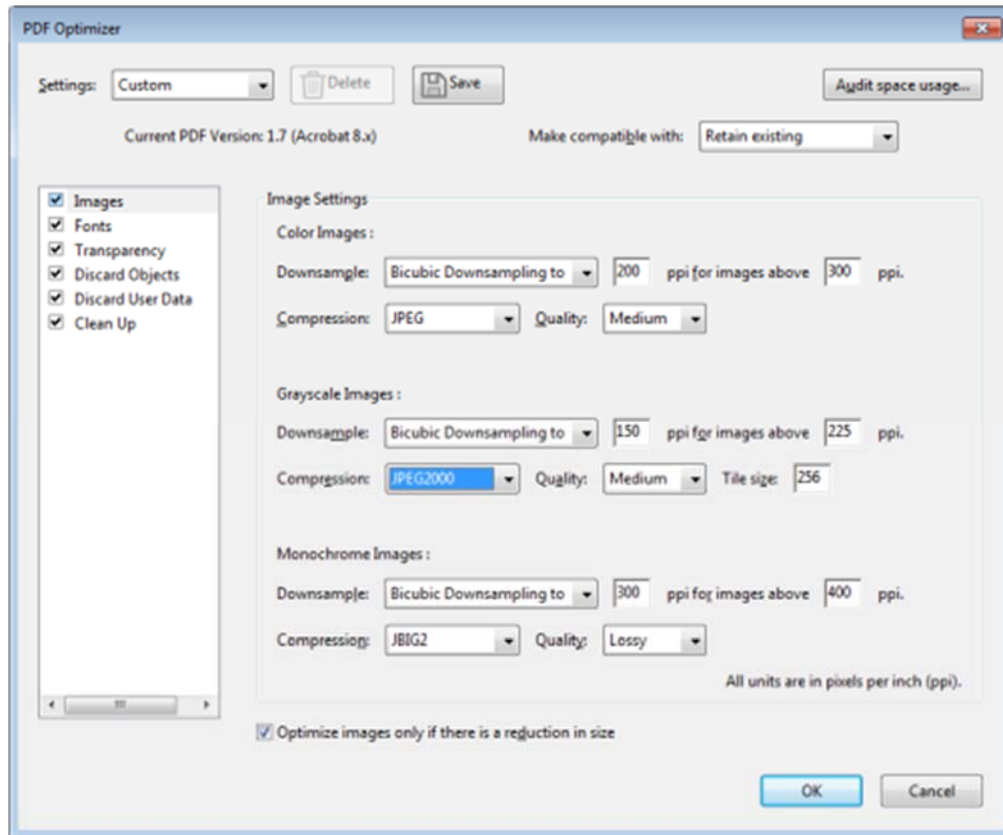 PDF Optimizer
Settings: Custom Delete Save Audit space usage...
Current PDF Version: 1.7 (Acrobat 8.x) Make compatible with: Retain existing
Images
Fonts
Transparency
Discard Objects
Discard User Data
Clean Up
Image Settings
Color Images :
Downsample: Bicubic Downsampling to 200 ppi for images above 300 ppi.
Compression: JPEG Quality: Medium
Grayscale Images :
Downsample: Bicubic Downsampling to 150 ppi for images above 225 ppi.
Compression: JPEG2000 Quality: Medium Tile size: 256
Monochrome Images :
Downsample: Bicubic Downsampling to 300 ppi for images above 400 ppi.
Compression: JBIG2 Quality: Lossy
All units are in pixels per inch (ppi).
Optimize images only if there is a reduction in size
OK Cancel